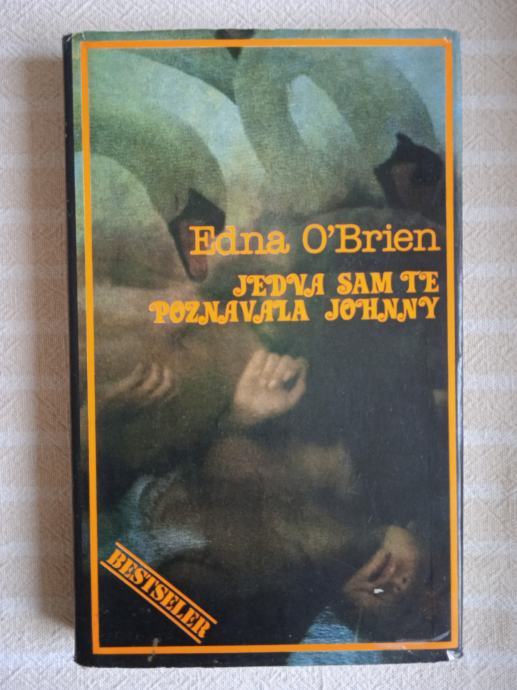 Edna O'Brien
JEDVA SAM TE
POZNAVALA JOHNNY
BESTSELER